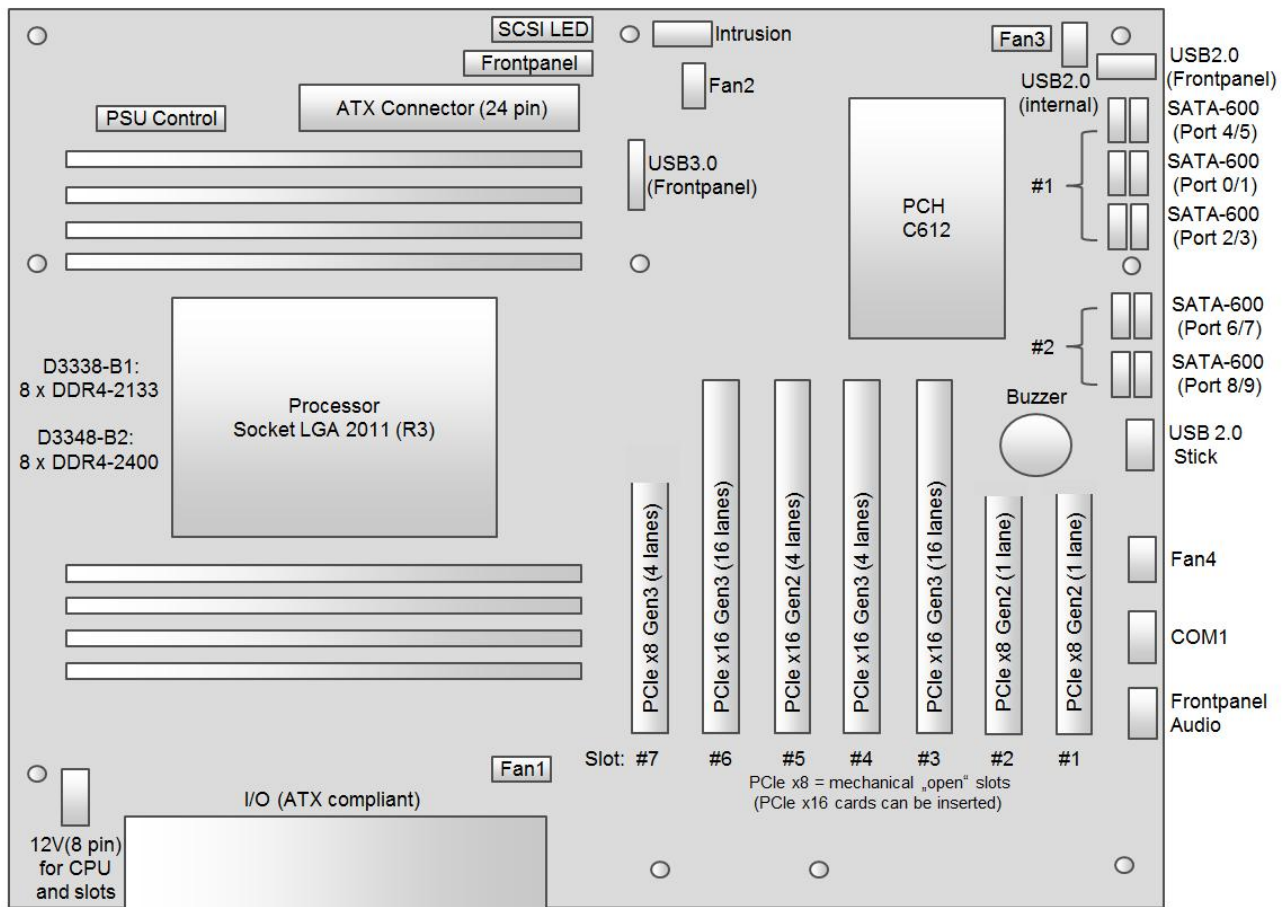 SCSI LED
Frontpanel
ATX Connector (24 pin)
PSU Control
Intrusion
Fan2
Fan3
USB2.0
(internal)
USB2.0
(Frontpanel)
USB3.0
(Frontpanel)
PCH
C612
#1
SATA-600
(Port 4/5)
SATA-600
(Port 0/1)
SATA-600
(Port 2/3)
#2
SATA-600
(Port 6/7)
SATA-600
(Port 8/9)
D3338-B1:
8 x DDR4-2133
D3348-B2:
8 x DDR4-2400
Processor
Socket LGA 2011 (R3)
Buzzer
USB 2.0
Stick
PCIe x8 Gen3 (4 lanes)
PCIe x16 Gen3 (16 lanes)
PCIe x16 Gen2 (4 lanes)
PCIe x16 Gen3 (4 lanes)
PCIe x16 Gen3 (16 lanes)
PCIe x8 Gen2 (1 lane)
PCIe x8 Gen2 (1 lane)
Fan4
COM1
Frontpanel
Audio
Slot: #7 #6 #5 #4 #3 #2 #1
PCIe x8 = mechanical „open“ slots
(PCIe x16 cards can be inserted)
Fan1
I/O (ATX compliant)
12V(8 pin)
for CPU
and slots